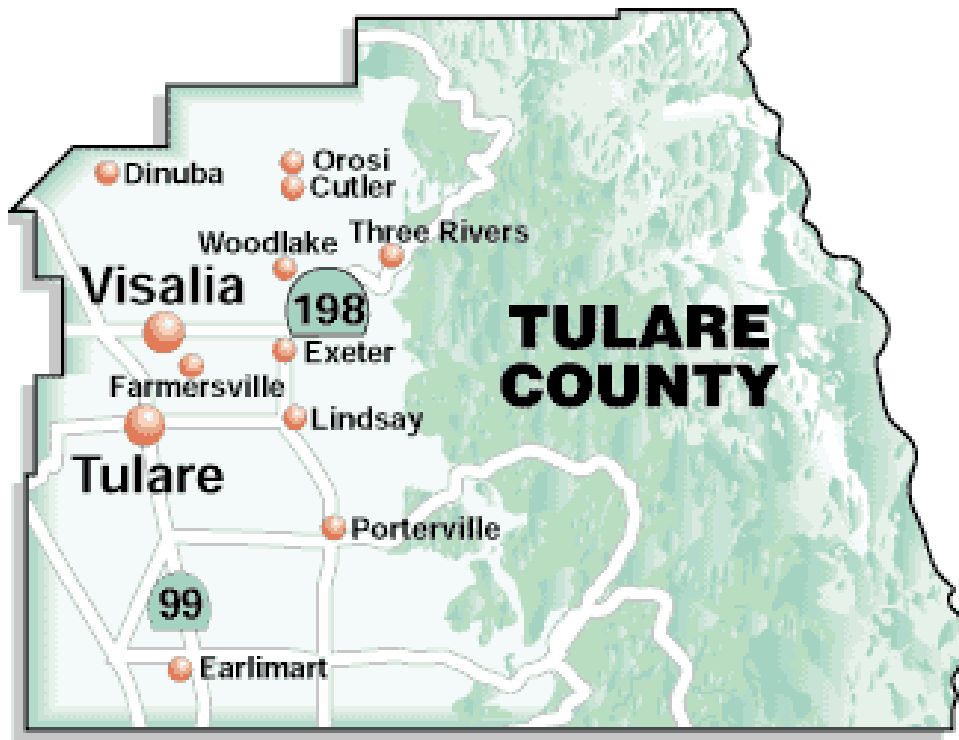 Orosi
Dinuba
Cutler
Three Rivers
Woodlake
Visalia
198
TULARE
COUNTY
Exeter
Farmersville
Lindsay
Tulare
Porterville
99
Earlimart